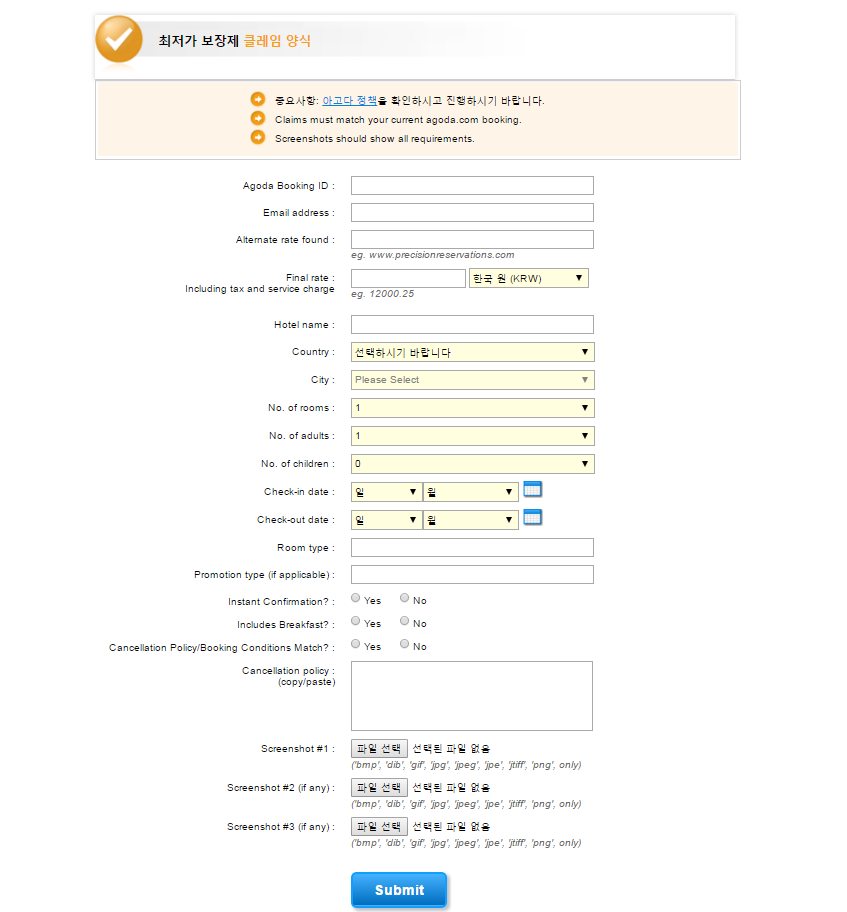 최저가 보장제 클레임 양식
중요사항: 아고다 정책을 확인하시고 진행하시기 바랍니다.
Claims must match your current agoda.com booking.
Screenshots should show all requirements.
Agoda Booking ID :
Email address :
Alternate rate found :
eg. www.precisionreservations.com
Final rate :
Including tax and service charge
한국 원 (KRW)
eg. 12000.25
Hotel name :
Country : 선택하시기 바랍니다
City : Please Select
No. of rooms : 1
No. of adults : 1
No. of children : 0
Check-in date : 일 월
Check-out date : 일 월
Room type :
Promotion type (if applicable) :
Instant Confirmation? : Yes No
Includes Breakfast? : Yes No
Cancellation Policy/Booking Conditions Match? : Yes No
Cancellation policy :
(copy/paste)
Screenshot #1 : 파일 선택 선택된 파일 없음
('bmp', 'dib', 'gif', 'jpg', 'jpeg', 'jpe', 'jtiff', 'png', only)
Screenshot #2 (if any) : 파일 선택 선택된 파일 없음
('bmp', 'dib', 'gif', 'jpg', 'jpeg', 'jpe', 'jtiff', 'png', only)
Screenshot #3 (if any) : 파일 선택 선택된 파일 없음
('bmp', 'dib', 'gif', 'jpg', 'jpeg', 'jpe', 'jtiff', 'png', only)
Submit